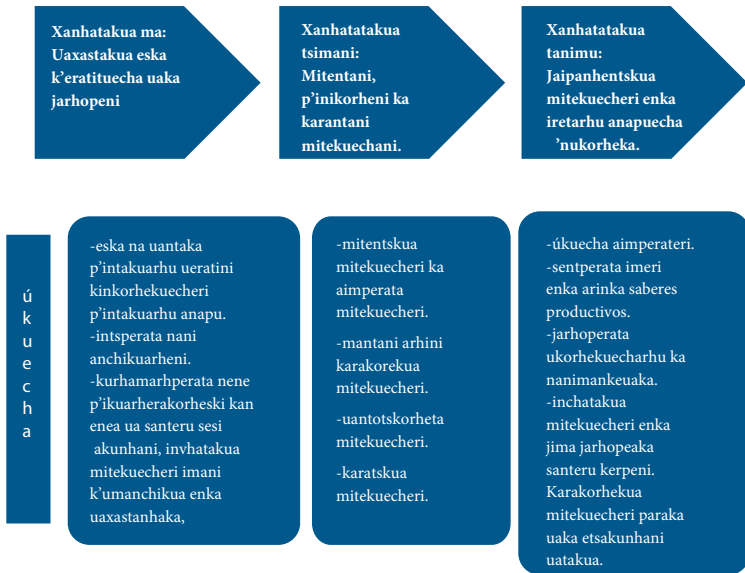 Xanhatakua ma:
Uaxastakua eska
k’eratituecha uaka
jarhopeni
Xanhatatakua
tsimani:
Mitentani,
p’inikorheni ka
karantani
mitekuechani.
Xanhatatakua
tanimu:
Jaipanhentskua
mitekuecheri enka
iretarhu anapuecha
’nukorheka.
úkuecha
-eska na uantaka
p’intakuarhu ueratini
kinkorhekuecheri
p’intakuarhu anapu.
-intsperata nani
anchikuarheni.
-kurhamarhperata nene
p’ikuarherakorheski kan
enea ua santeru sesi
akunhani, invhatakua
mitekuecheri imani
k’umanchikua enka
uaxastanhaka,
-mitentskua
mitekuecheri ka
aimperata
mitekuecheri.
-mantani arhini
karakorekua
mitekuecheri.
-uantotskorheta
mitekuecheri.
-karatskua
mitekuecheri.
-úkuecha aimperateri.
-sentperata imeri
enka arinka saberes
productivos.
-jarhoperata
ukorhekuecharhu ka
nanimankeuaka.
-inchatakua
mitekuecheri enka
jima jarhopeaka
santeru kerpeni.
Karakorhekua
mitekuecheri paraka
uaka etsakunhani
uatakua.